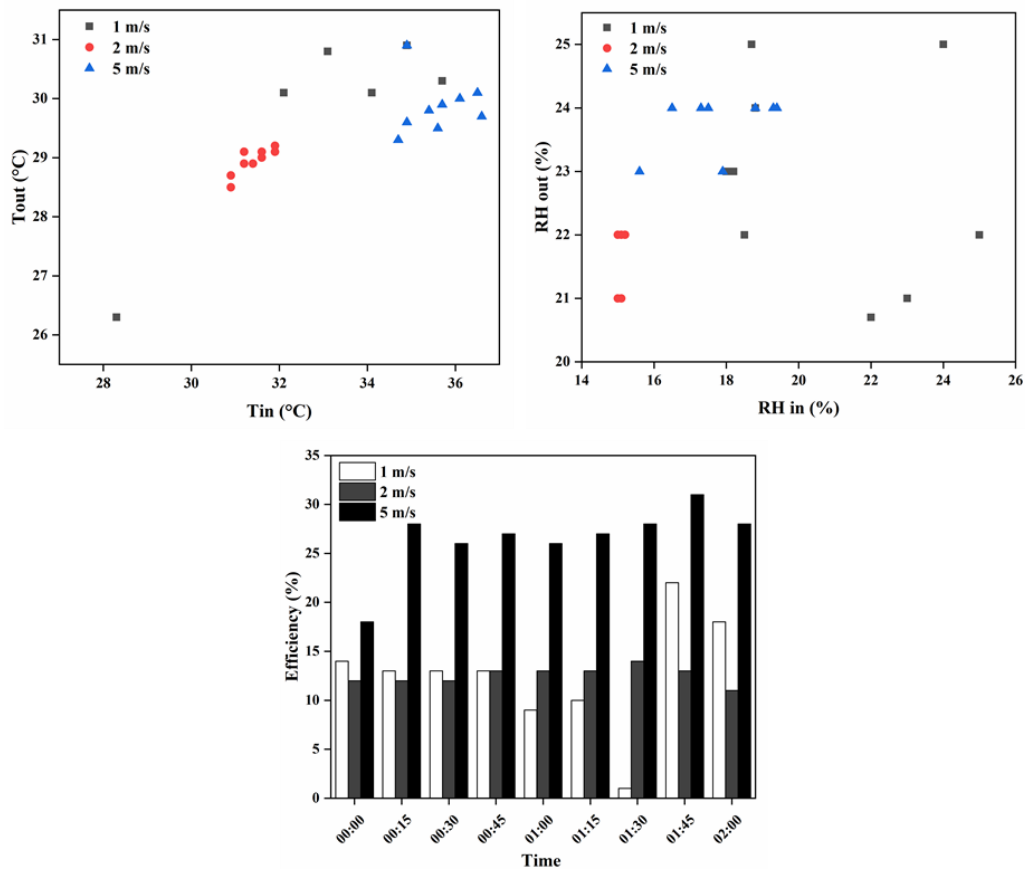 1 m/s
2 m/s
5 m/s
31
30
29
28
27
26
Tout (°C)
28
30
32
34
36
Tin (°C)
1 m/s
2 m/s
5 m/s
25
24
23
22
21
20
RH out (%)
14
16
18
20
22
24
26
RH in (%)
1 m/s
2 m/s
5 m/s
35
30
25
20
15
10
5
0
Efficiency (%)
00:00
00:15
00:30
00:45
01:00
01:15
01:30
01:45
02:00
Time